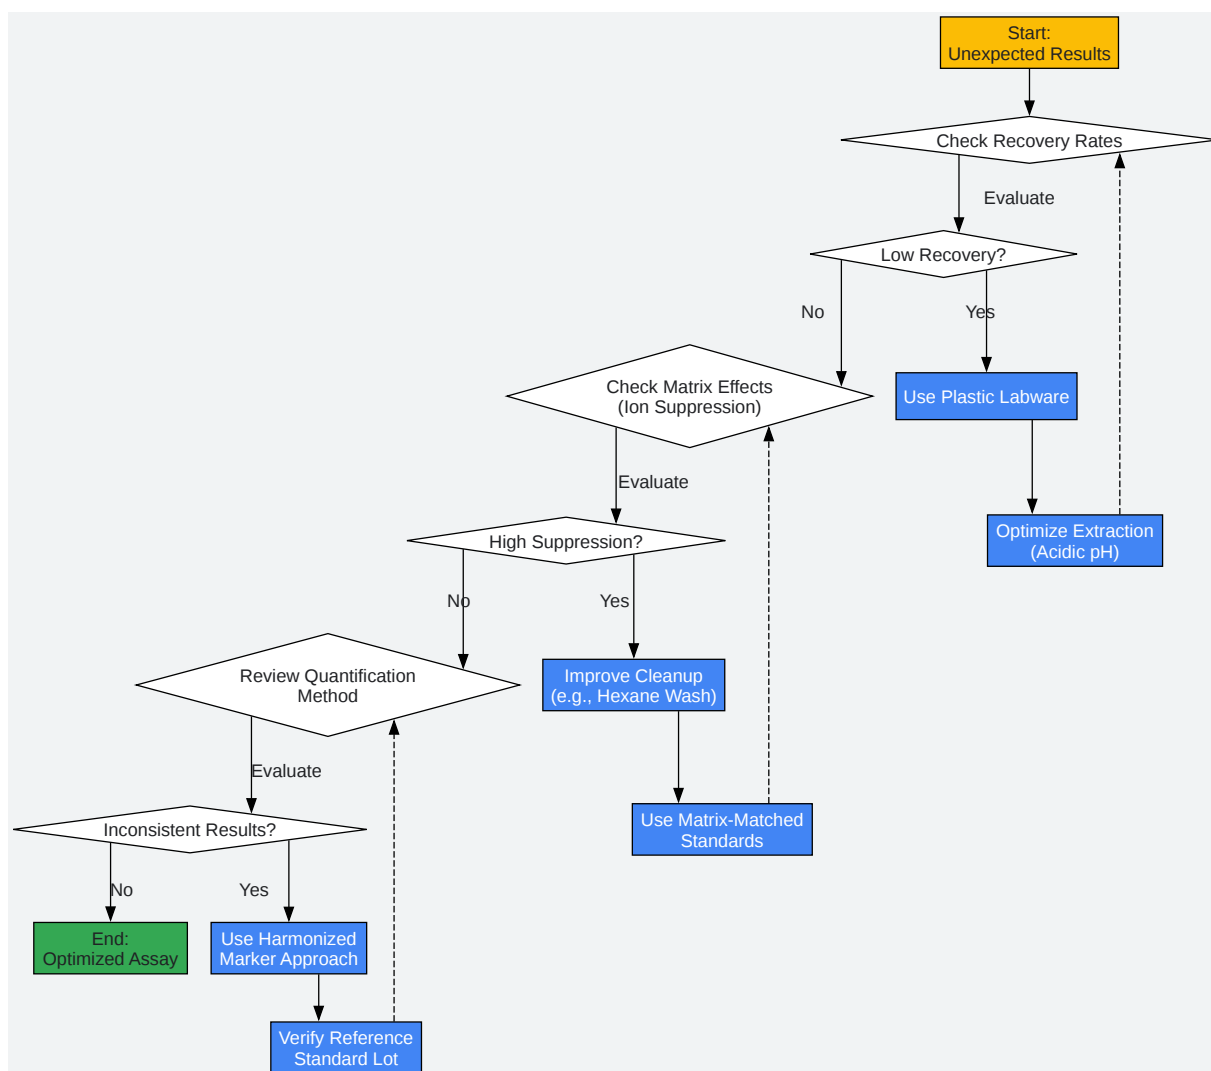 Start:
Unexpected Results
Check Recovery Rates
Evaluate
Low Recovery?
No
Yes
Check Matrix Effects
(Ion Suppression)
Use Plastic Labware
Evaluate
Optimize Extraction
(Acidic pH)
High Suppression?
No
Yes
Review Quantification
Method
Improve Cleanup
(e.g., Hexane Wash)
Evaluate
Use Matrix-Matched
Standards
Inconsistent Results?
No
Yes
End:
Optimized Assay
Use Harmonized
Marker Approach
Verify Reference
Standard Lot